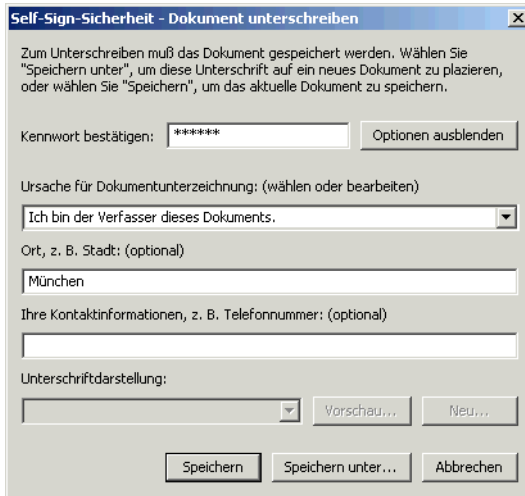 Self-Sign-Sicherheit - Dokument unterschreiben
Zum Unterschreiben muß das Dokument gespeichert werden. Wählen Sie
"Speichern unter", um diese Unterschrift auf ein neues Dokument zu plazieren,
oder wählen Sie "Speichern", um das aktuelle Dokument zu speichern.
Kennwort bestätigen: ****** Optionen ausblenden
Ursache für Dokumentunterzeichnung: (wählen oder bearbeiten)
Ich bin der Verfasser dieses Dokuments.
Ort, z. B. Stadt: (optional)
München
Ihre Kontaktinformationen, z. B. Telefonnummer: (optional)
Unterschriftdarstellung:
Vorschau... Neu...
Speichern Speichern unter... Abbrechen